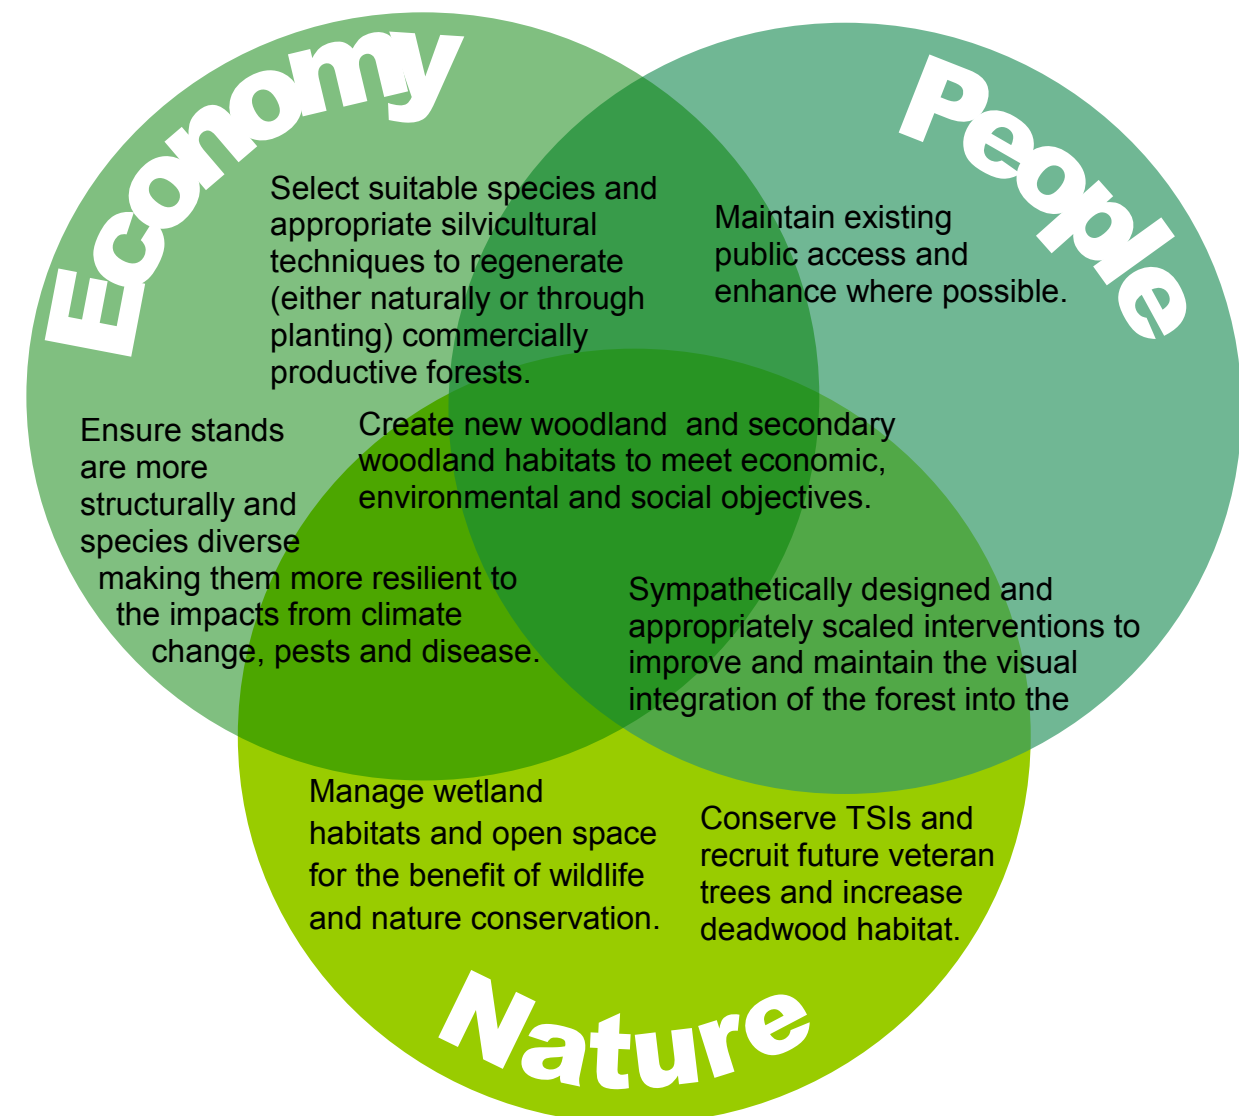 Economy
People
Select suitable species and
appropriate silvicultural
techniques to regenerate
(either naturally or through
planting) commercially
productive forests.
Maintain existing
public access and
enhance where possible.
Ensure stands
are more
structurally and
species diverse
making them more resilient to
the impacts from climate
change, pests and disease.
Create new woodland and secondary
woodland habitats to meet economic,
environmental and social objectives.
Sympathetically designed and
appropriately scaled interventions to
improve and maintain the visual
integration of the forest into the
Manage wetland
habitats and open space
for the benefit of wildlife
and nature conservation.
Conserve TSIs and
recruit future veteran
trees and increase
deadwood habitat.
Nature